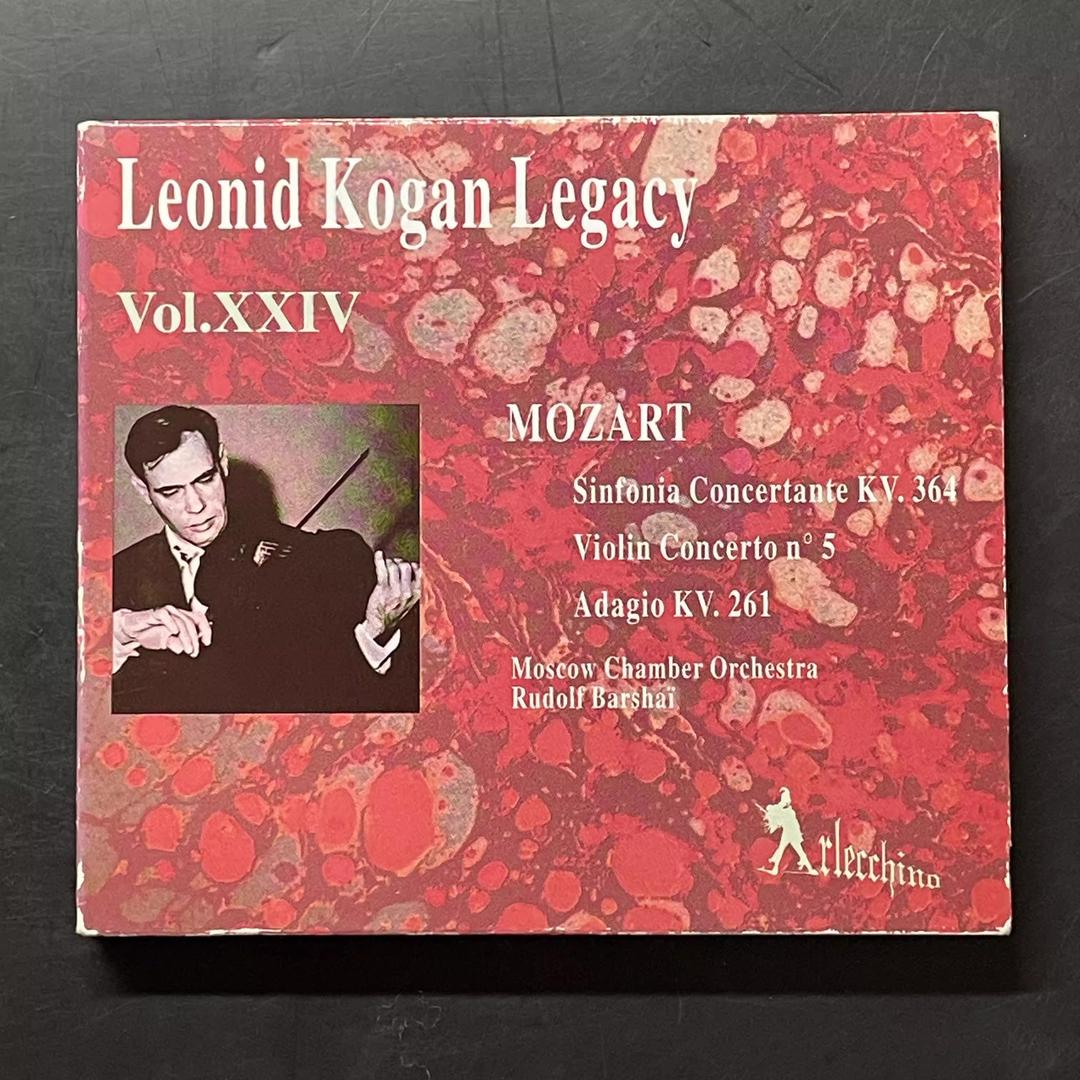 Leonid Kogan Legacy
Vol.XXIV
MOZART
Sinfonia Concertante KV. 364
Violin Concerto n° 5
Adagio KV. 261
Moscow Chamber Orchestra
Rudolf Barshaï
Arlecchino